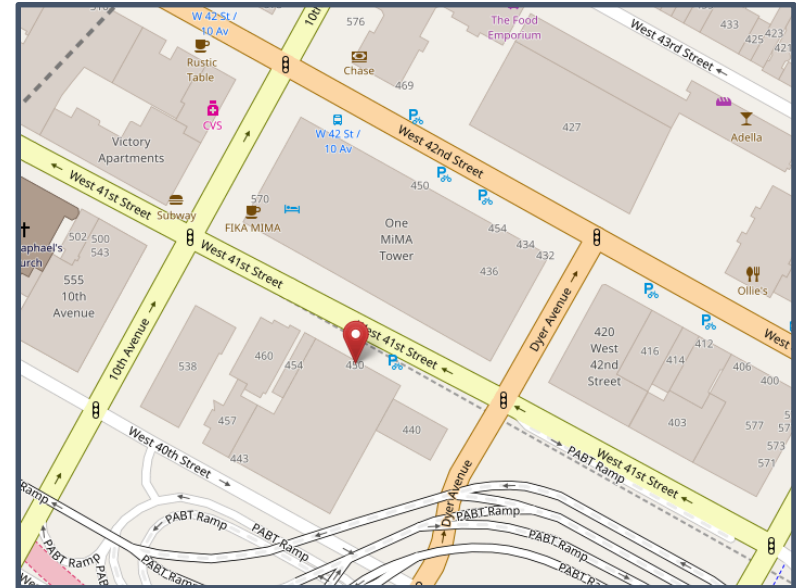 576
W 42 St /
10 Av
Rustic
Table
Chase
The Food
Emporium
West 43rd Street
433
425
421
469
CVS
W 42 St /
10 Av
West 42nd Street
427
Adella
Victory
Apartments
10th
West 41st Street
Subway
570
FIKA MIMA
450
One
MiMA
Tower
454
434
432
436
502
500
543
aphael's
urch
555
10th
Avenue
West 41st Street
Dyer Avenue
Ollie's
West
10th Avenue
538
460
454
450
West 41st Street
420
West
42nd
Street
416
414
412
406
400
403
577
573
571
457
443
440
West 40th Street
PABT Ramp
West 41st Street
Dyer Avenue
PABT Ramp
Ramp
PABT Ramp
PABT Ramp
PABT Ramp
PABT Ramp